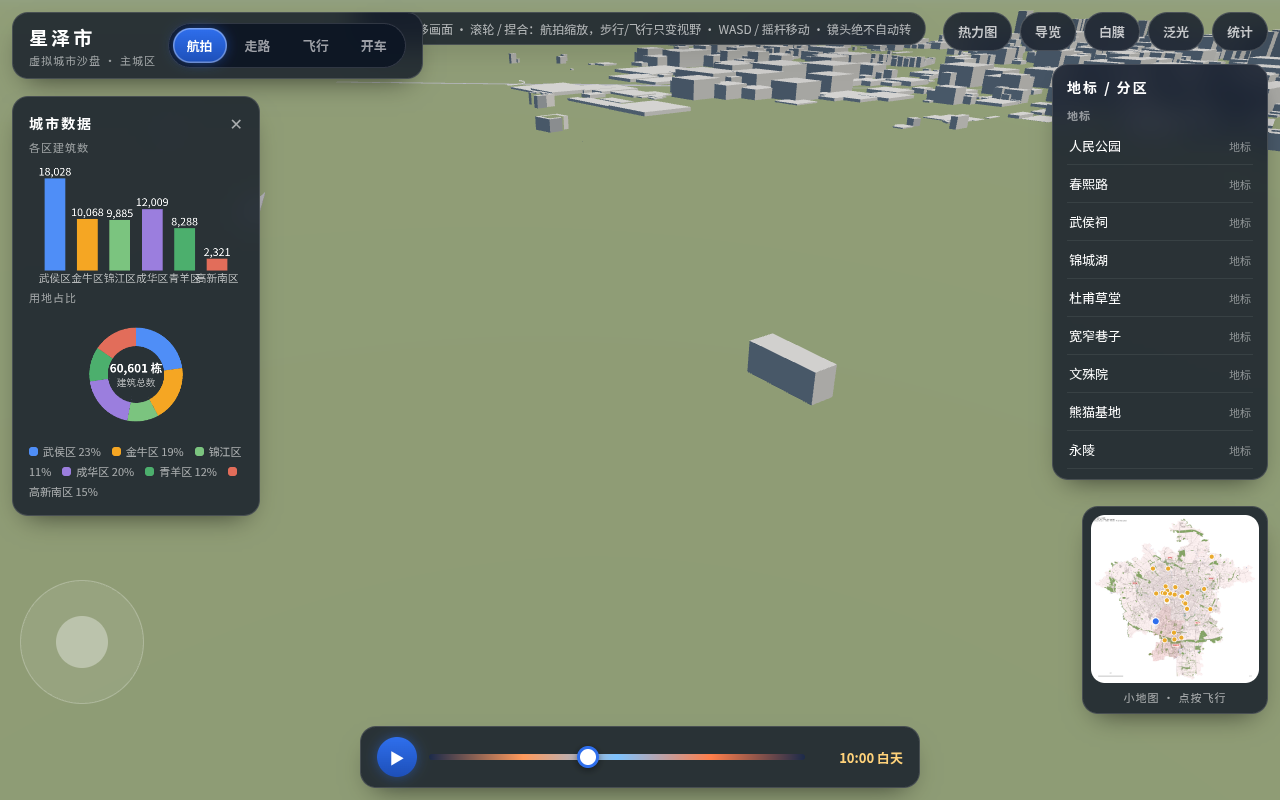 星泽市
虚拟城市沙盘 · 主城区
航拍 走路 飞行 开车
画面 · 滚轮 / 捏合：航拍缩放，步行/飞行只变视野 · WASD / 摇杆移动 · 镜头绝不自动转
热力图 导览 白膜 泛光 统计
城市数据 ✕
各区建筑数
18,028 10,068 9,885 12,009 8,288 2,321
武侯区 金牛区 锦江区 成华区 青羊区 高新南区
用地占比
60,601 栋
建筑总数
武侯区 23% 金牛区 19% 锦江区
11% 成华区 20% 青羊区 12%
高新南区 15%
地标 / 分区
地标
人民公园 地标
春熙路 地标
武侯祠 地标
锦城湖 地标
杜甫草堂 地标
宽窄巷子 地标
文殊院 地标
熊猫基地 地标
永陵 地标
小地图 · 点按飞行
10:00 白天